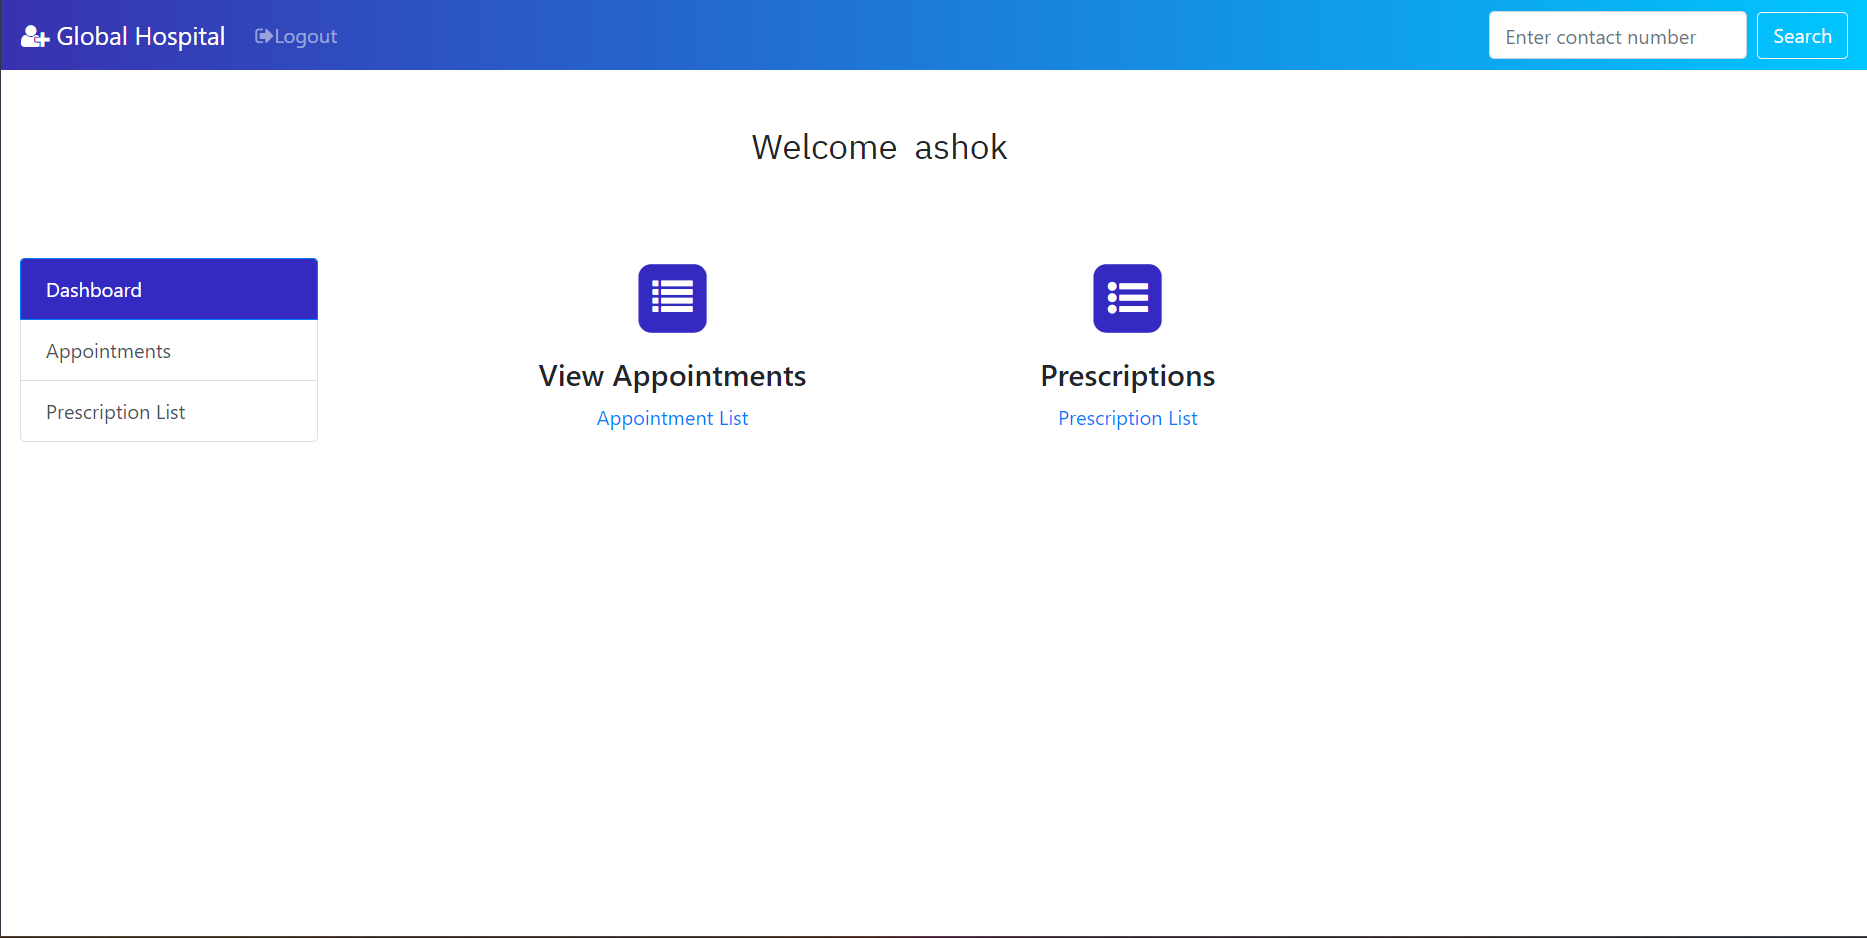 Global Hospital Logout Enter contact number Search
Welcome ashok
Dashboard
Appointments
Prescription List
View Appointments
Appointment List
Prescriptions
Prescription List